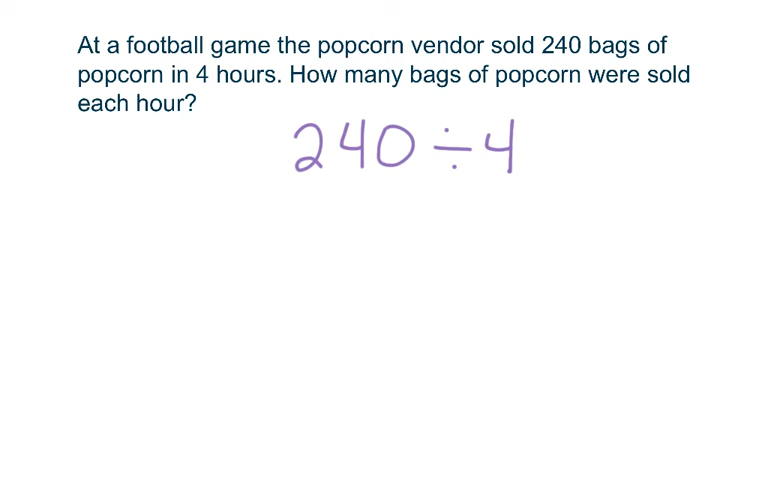 At a football game the popcorn vendor sold 240 bags of
popcorn in 4 hours. How many bags of popcorn were sold
each hour?
240 ÷ 4